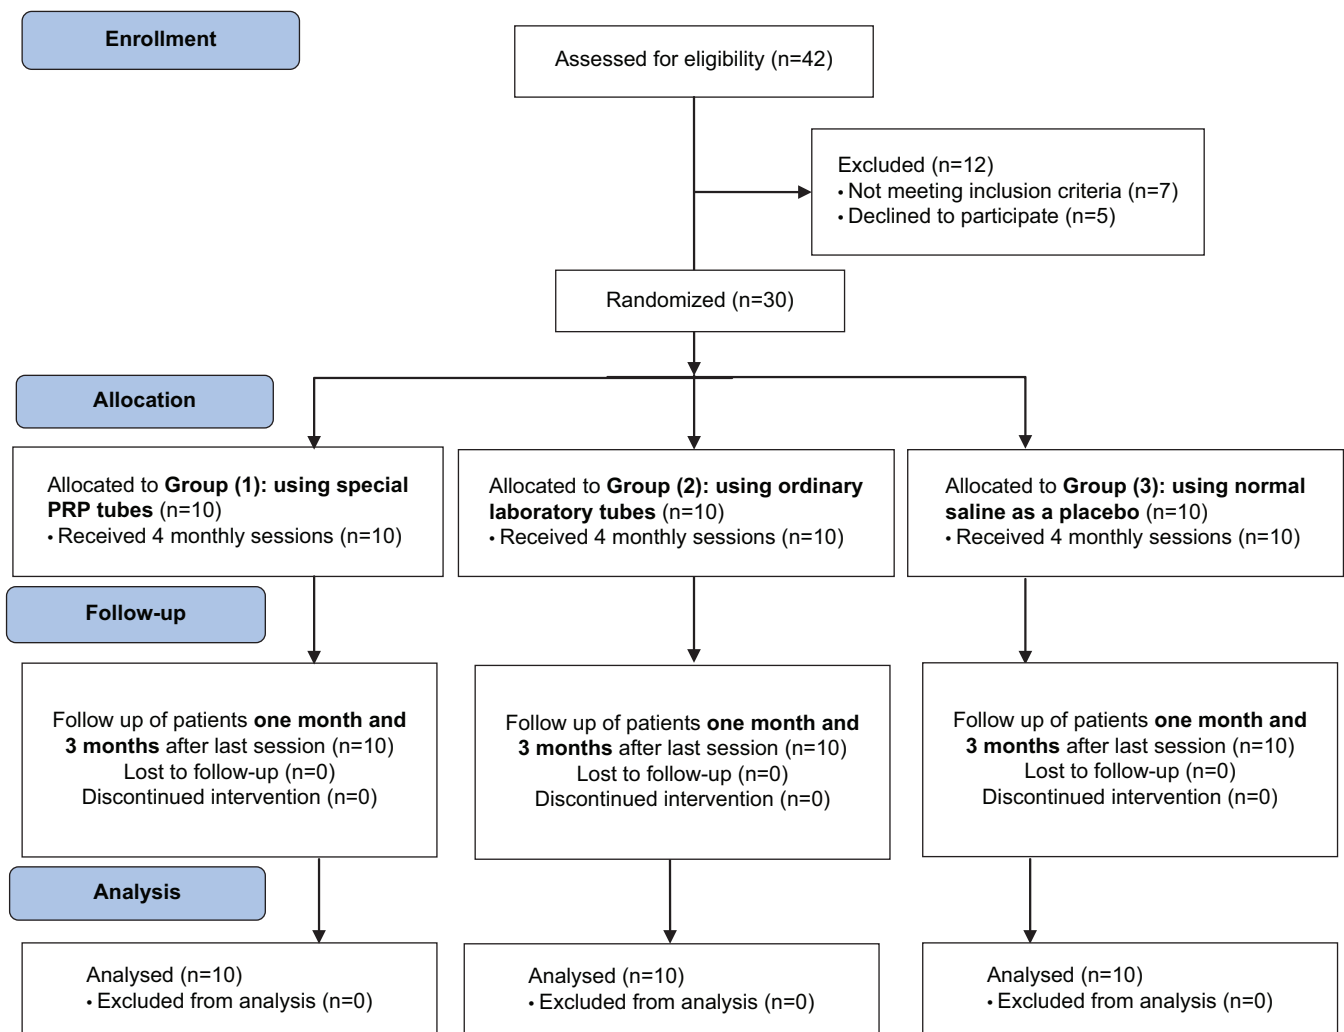 Enrollment
Assessed for eligibility (n=42)
Excluded (n=12)
• Not meeting inclusion criteria (n=7)
• Declined to participate (n=5)
Randomized (n=30)
Allocation
Allocated to Group (1): using special
PRP tubes (n=10)
• Received 4 monthly sessions (n=10)
Allocated to Group (2): using ordinary
laboratory tubes (n=10)
• Received 4 monthly sessions (n=10)
Allocated to Group (3): using normal
saline as a placebo (n=10)
• Received 4 monthly sessions (n=10)
Follow-up
Follow up of patients one month and
3 months after last session (n=10)
Lost to follow-up (n=0)
Discontinued intervention (n=0)
Follow up of patients one month and
3 months after last session (n=10)
Lost to follow-up (n=0)
Discontinued intervention (n=0)
Follow up of patients one month and
3 months after last session (n=10)
Lost to follow-up (n=0)
Discontinued intervention (n=0)
Analysis
Analysed (n=10)
• Excluded from analysis (n=0)
Analysed (n=10)
• Excluded from analysis (n=0)
Analysed (n=10)
• Excluded from analysis (n=0)